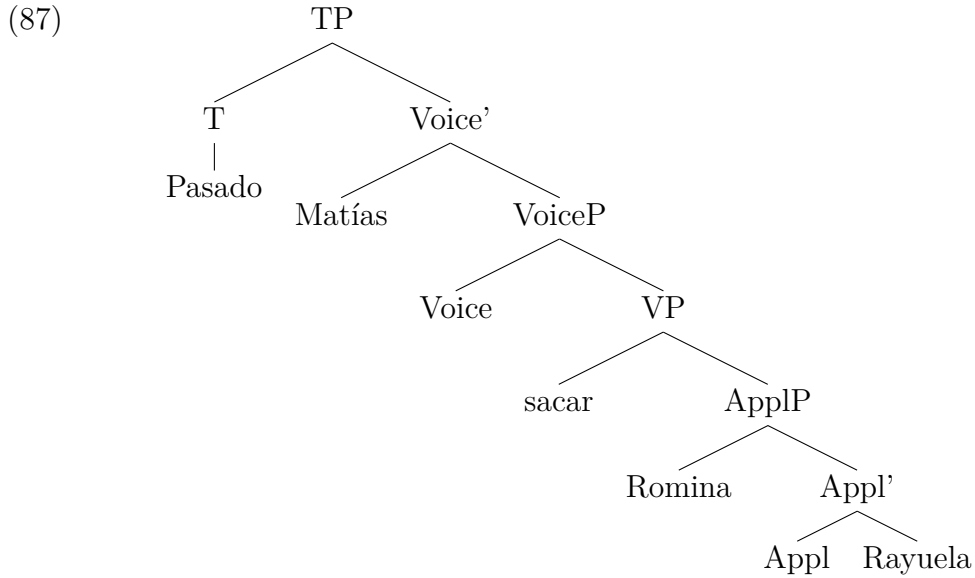 (87) TP
T Voice’
Pasado
Matías VoiceP
Voice VP
sacar ApplP
Romina Appl’
Appl Rayuela